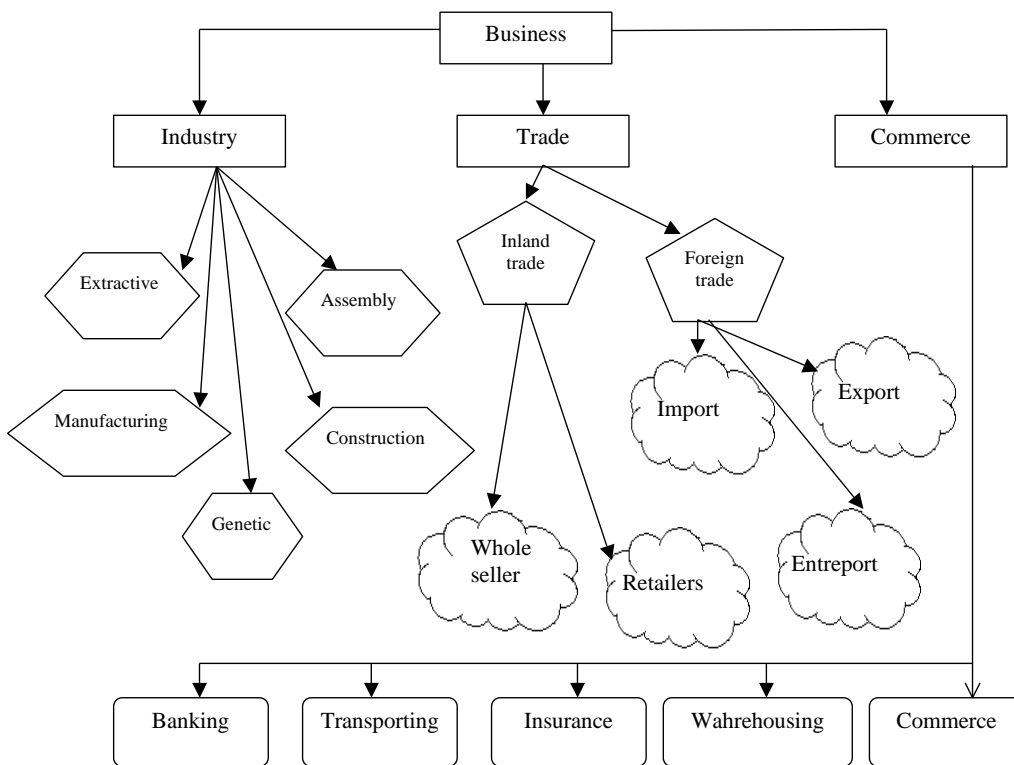 Business
Industry
Trade
Commerce
Inland
trade
Foreign
trade
Extractive
Assembly
Manufacturing
Construction
Genetic
Import
Export
Whole
seller
Retailers
Entreport
Banking
Transporting
Insurance
Wahrehousing
Commerce